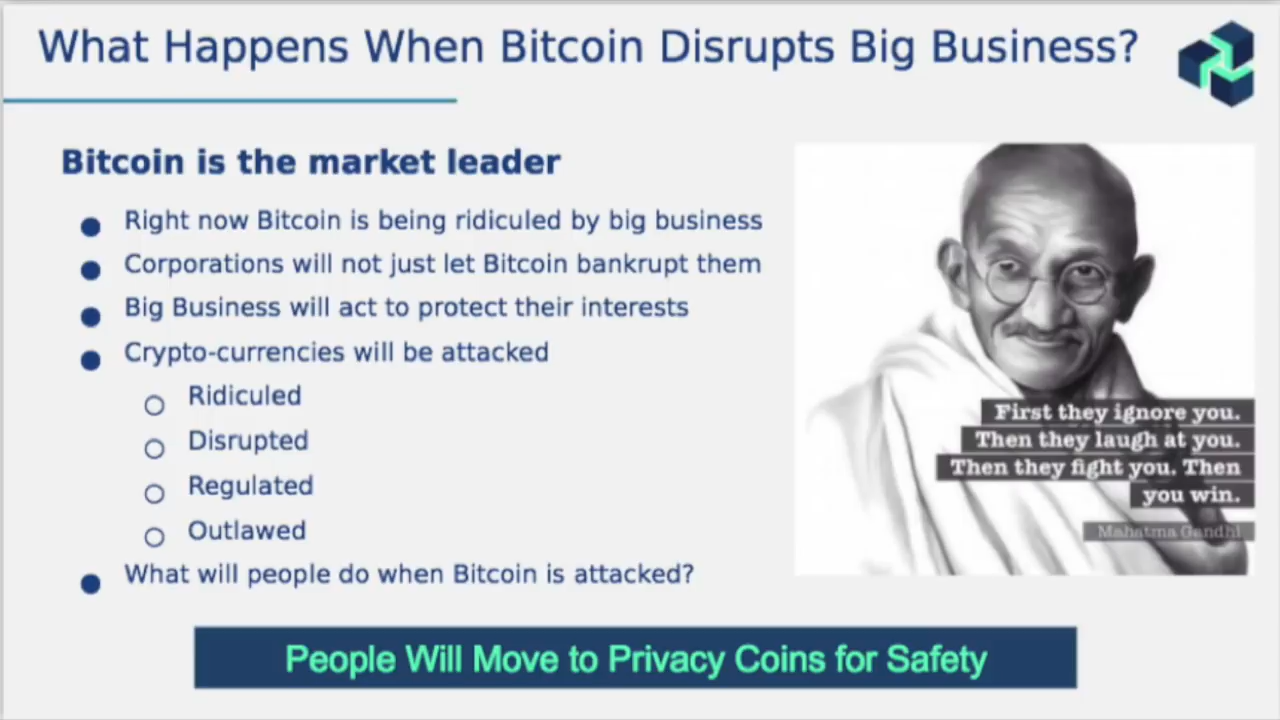 What Happens When Bitcoin Disrupts Big Business?
Bitcoin is the market leader
Right now Bitcoin is being ridiculed by big business
Corporations will not just let Bitcoin bankrupt them
Big Business will act to protect their interests
Crypto-currencies will be attacked
Ridiculed
Disrupted
Regulated
Outlawed
What will people do when Bitcoin is attacked?
First they ignore you.
Then they laugh at you.
Then they fight you. Then
you win.
Mahatma Gandhi
People Will Move to Privacy Coins for Safety